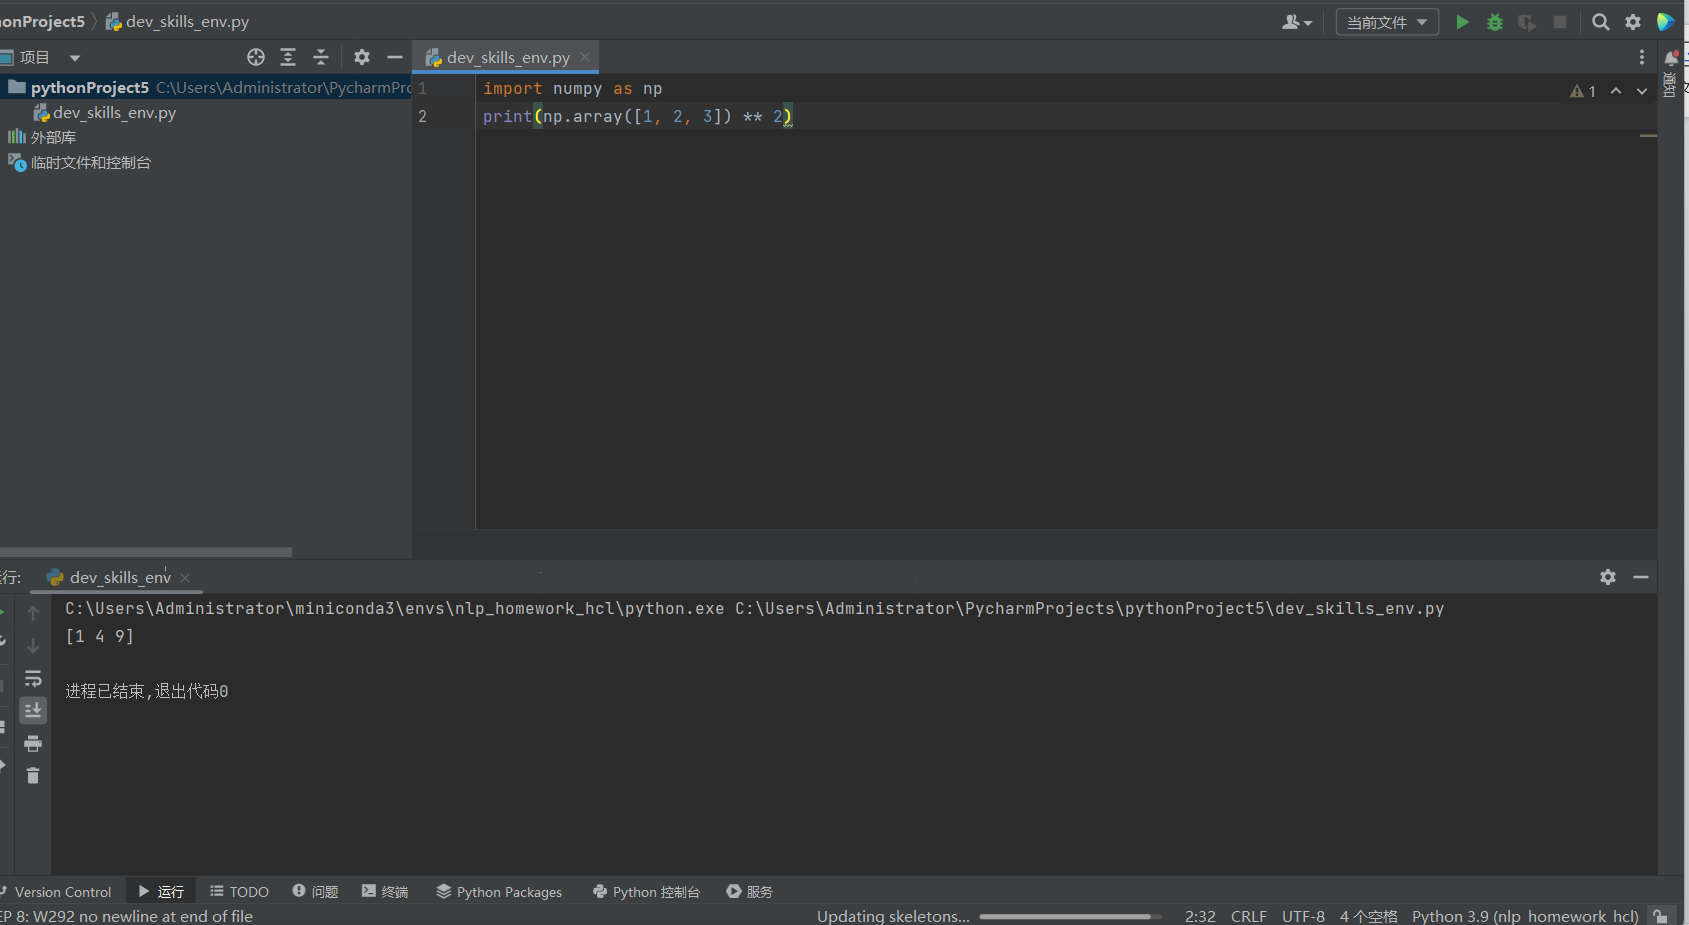 honProject5 dev_skills_env.py 当前文件
项目 dev_skills_env.py
pythonProject5 C:\Users\Administrator\PycharmPro
dev_skills_env.py
外部库
临时文件和控制台
1 import numpy as np
2 print(np.array([1, 2, 3]) ** 2)
1
通知
行: dev_skills_env
C:\Users\Administrator\miniconda3\envs\nlp_homework_hcl\python.exe C:\Users\Administrator\PycharmProjects\pythonProject5\dev_skills_env.py
[1 4 9]
进程已结束,退出代码0
Version Control 运行 TODO 问题 终端 Python Packages Python 控制台 服务
EP 8: W292 no newline at end of file Updating skeletons... 2:32 CRLF UTF-8 4 个空格 Python 3.9 (nlp_homework_hcl)